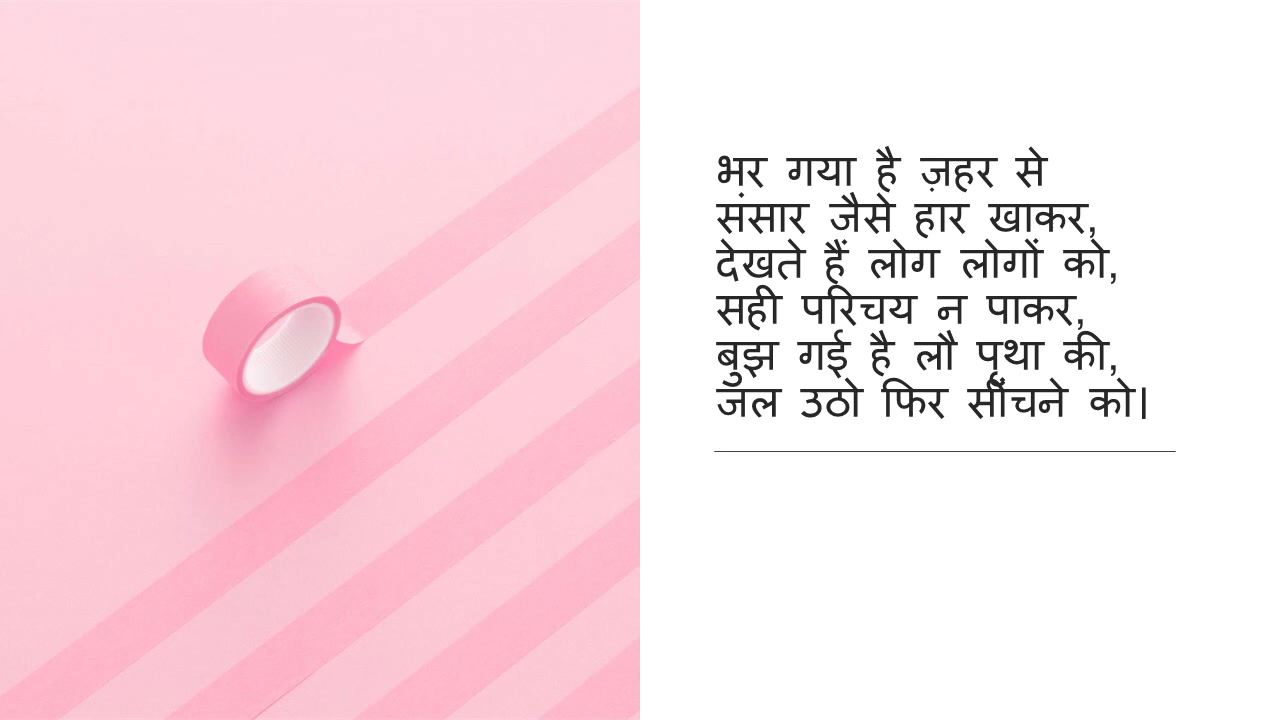 भर गया है ज़हर से
संसार जैसे हार खाकर,
देखते हैं लोग लोगों को,
सही परिचय न पाकर,
बुझ गई है लौ पृथा की,
जल उठो फिर सींचने को।